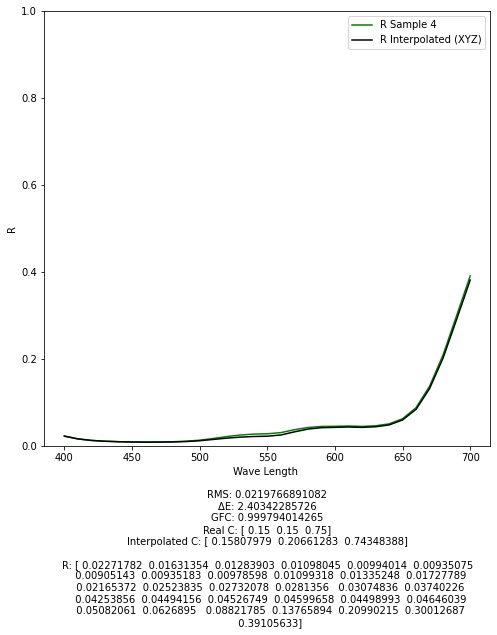 R Sample 4
R Interpolated (XYZ)
1.0
0.8
0.6
0.4
0.2
0.0
R
400 450 500 550 600 650 700
Wave Length
RMS: 0.0219766891082
ΔE: 2.40342285726
GFC: 0.999794014265
Real C: [ 0.15 0.15 0.75]
Interpolated C: [ 0.15807979 0.20661283 0.74348388]
R: [ 0.02271782 0.01631354 0.01283903 0.01098045 0.00994014 0.00935075
0.00905143 0.00935183 0.00978598 0.01099318 0.01335248 0.01727789
0.02165372 0.02523835 0.02732078 0.0281356 0.03074836 0.03740226
0.04253856 0.04494156 0.04526749 0.04599658 0.04498993 0.04646039
0.05082061 0.0626895 0.08821785 0.13765894 0.20990215 0.30012687
0.39105633]